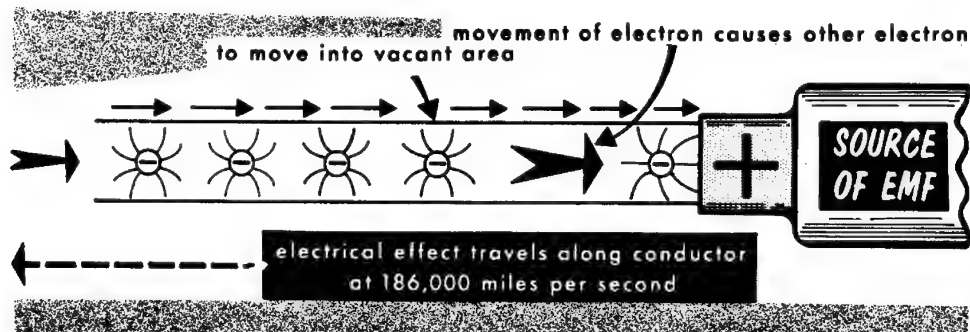 movement of electron causes other electron
to move into vacant area
SOURCE
OF EMF
electrical effect travels along conductor
at 186,000 miles per second